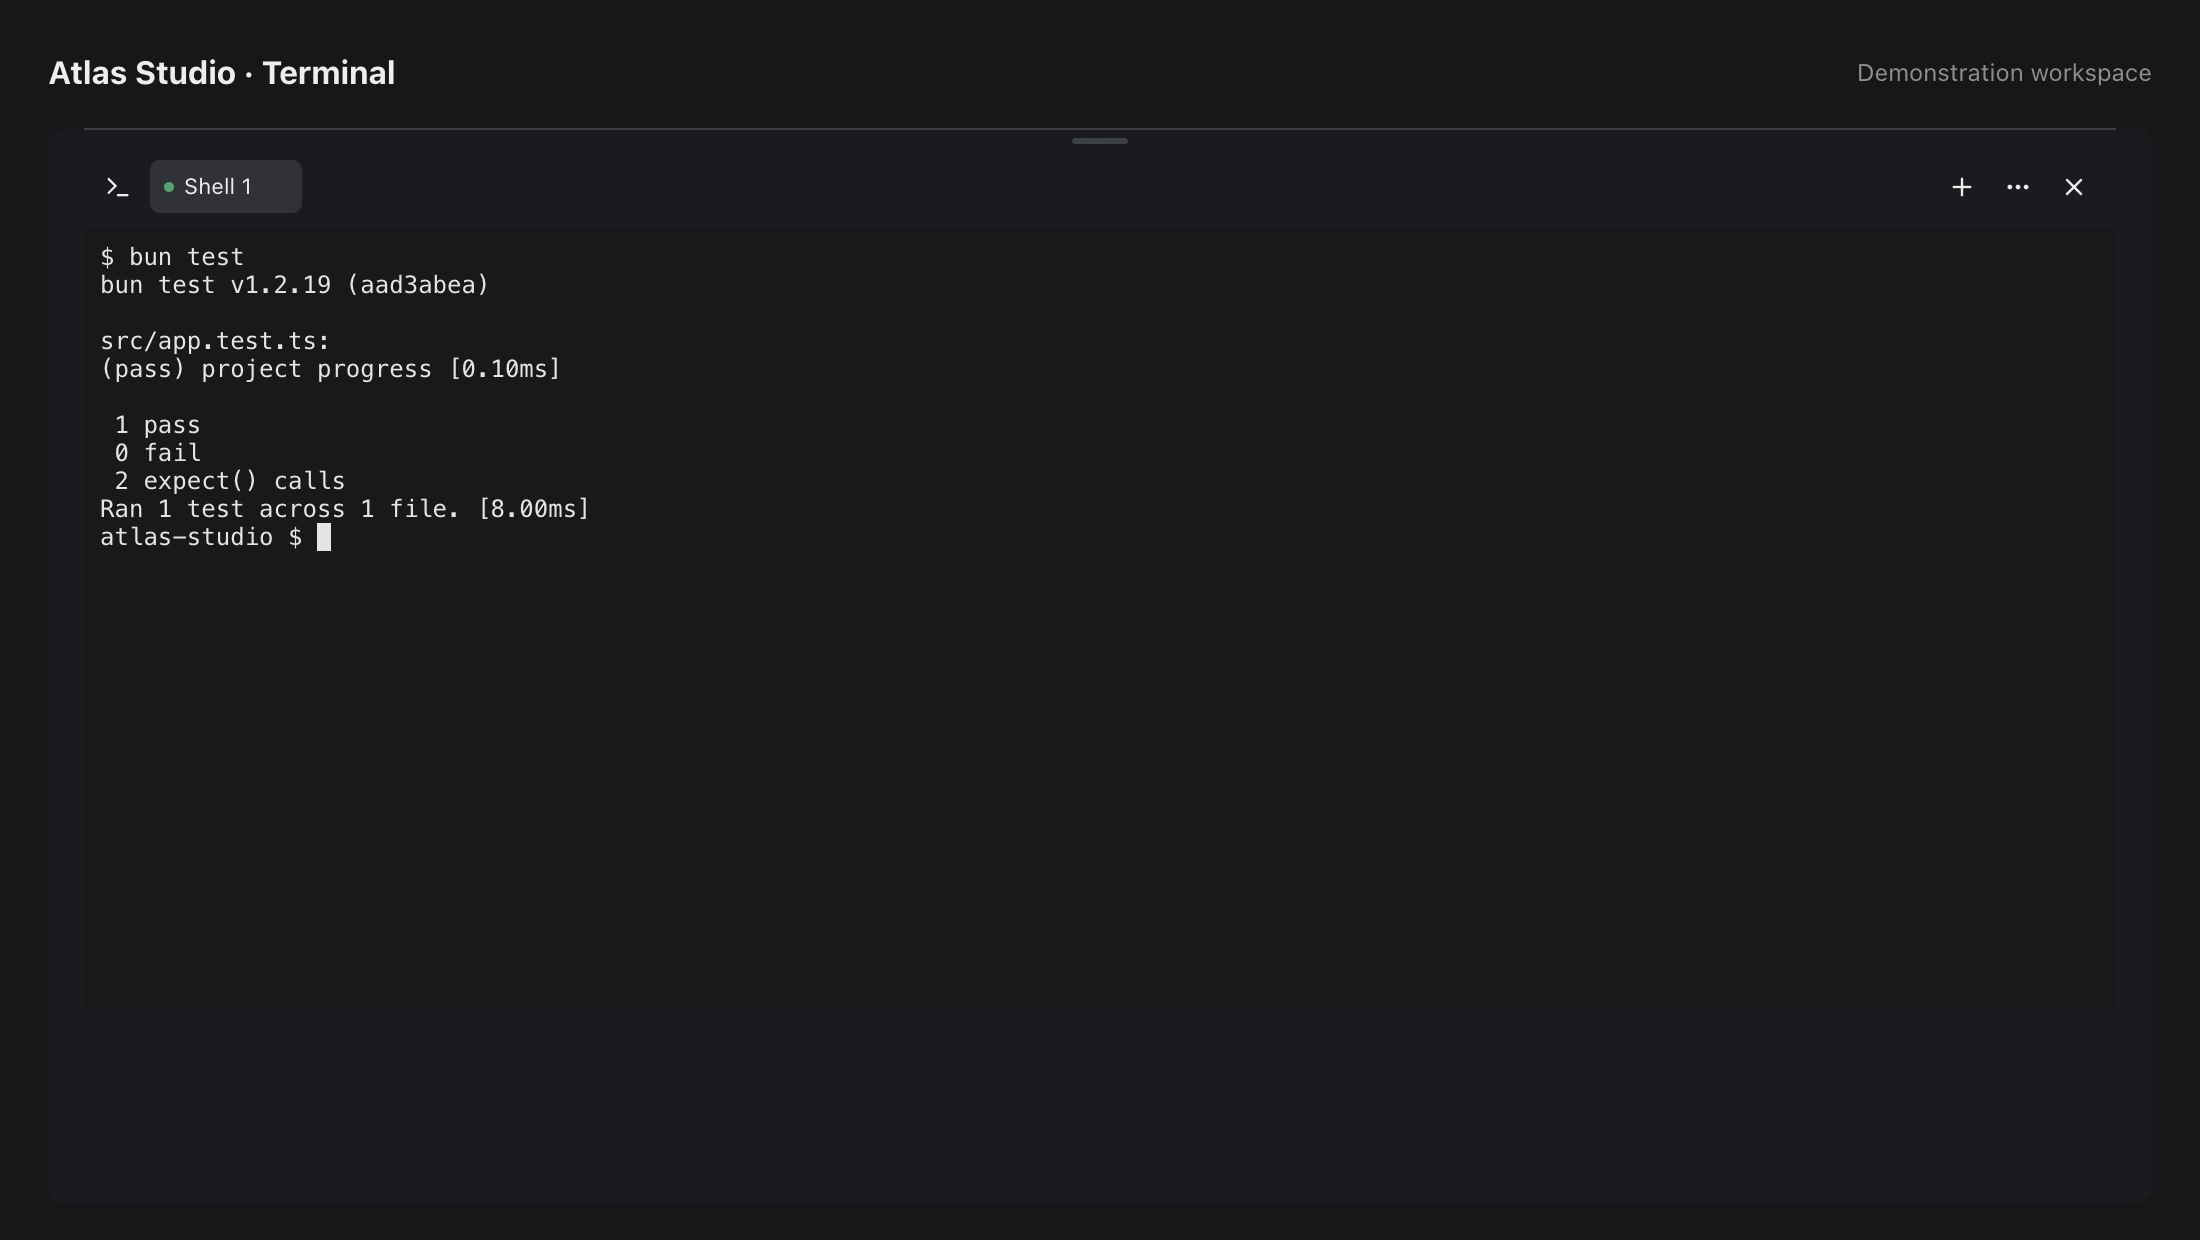 Atlas Studio · Terminal
Demonstration workspace
Shell 1
$ bun test
bun test v1.2.19 (aad3abea)
src/app.test.ts:
(pass) project progress [0.10ms]
1 pass
0 fail
2 expect() calls
Ran 1 test across 1 file. [8.00ms]
atlas-studio $